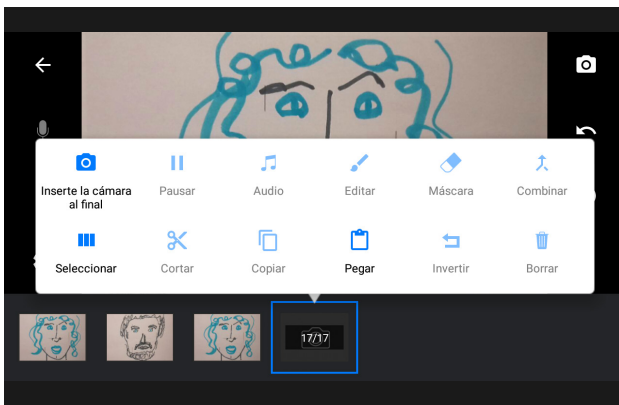 Inserte la cámara
al final
Pausar
Audio
Editar
Máscara
Combinar
Seleccionar
Cortar
Copiar
Pegar
Invertir
Borrar
17/17